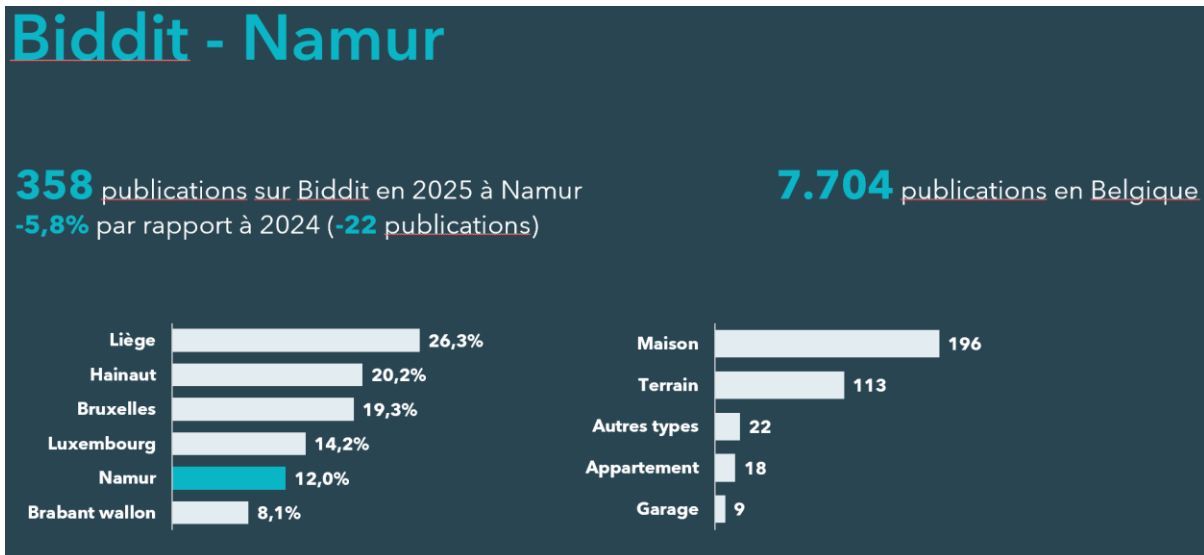 Biddit - Namur
358 publications sur Biddit en 2025 à Namur
-5,8% par rapport à 2024 (-22 publications)
7.704 publications en Belgique
Liège 26,3%
Hainaut 20,2%
Bruxelles 19,3%
Luxembourg 14,2%
Namur 12,0%
Brabant wallon 8,1%
Maison 196
Terrain 113
Autres types 22
Appartement 18
Garage 9